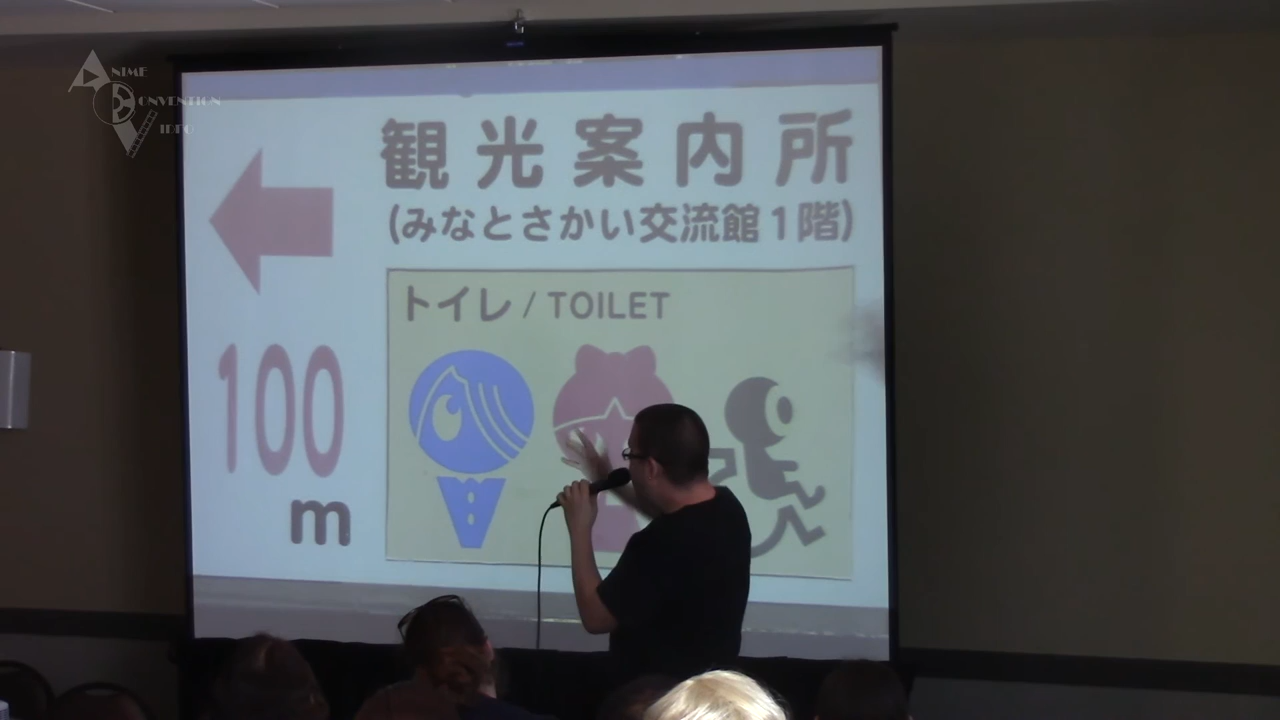 ANIME
CONVENTION
VIDEO
観光案内所
(みなとさかい交流館1階)
トイレ / TOILET
100
m